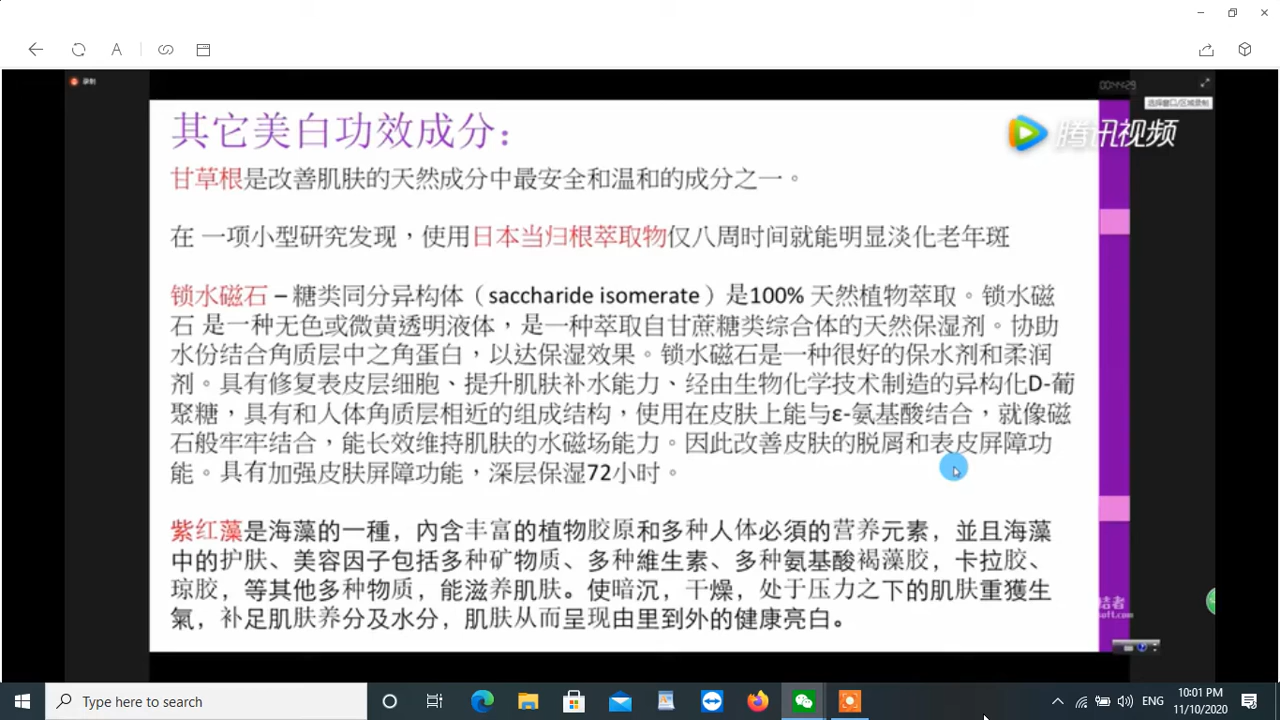 录制
00:44:29
选择窗口/区域录制
腾讯视频
其它美白功效成分：
甘草根是改善肌肤的天然成分中最安全和温和的成分之一。
在 一项小型研究发现，使用日本当归根萃取物仅八周时间就能明显淡化老年斑
锁水磁石 – 糖类同分异构体（saccharide isomerate）是100% 天然植物萃取。锁水磁
石 是一种无色或微黄透明液体，是一种萃取自甘蔗糖类综合体的天然保湿剂。协助
水份结合角质层中之角蛋白，以达保湿效果。锁水磁石是一种很好的保水剂和柔润
剂。具有修复表皮层细胞、提升肌肤补水能力、经由生物化学技术制造的异构化D-葡
聚糖，具有和人体角质层相近的组成结构，使用在皮肤上能与ε-氨基酸结合，就像磁
石般牢牢结合，能长效维持肌肤的水磁场能力。因此改善皮肤的脱屑和表皮屏障功
能。具有加强皮肤屏障功能，深层保湿72小时。
紫红藻是海藻的一種，內含丰富的植物胶原和多种人体必須的营养元素，並且海藻
中的护肤、美容因子包括多种矿物质、多种維生素、多种氨基酸褐藻胶，卡拉胶、
琼胶，等其他多种物质，能滋养肌肤。使暗沉，干燥，处于压力之下的肌肤重獲生
氣，补足肌肤养分及水分，肌肤从而呈现由里到外的健康亮白。
结者
soft.com
Type here to search
ENG
10:01 PM
11/10/2020